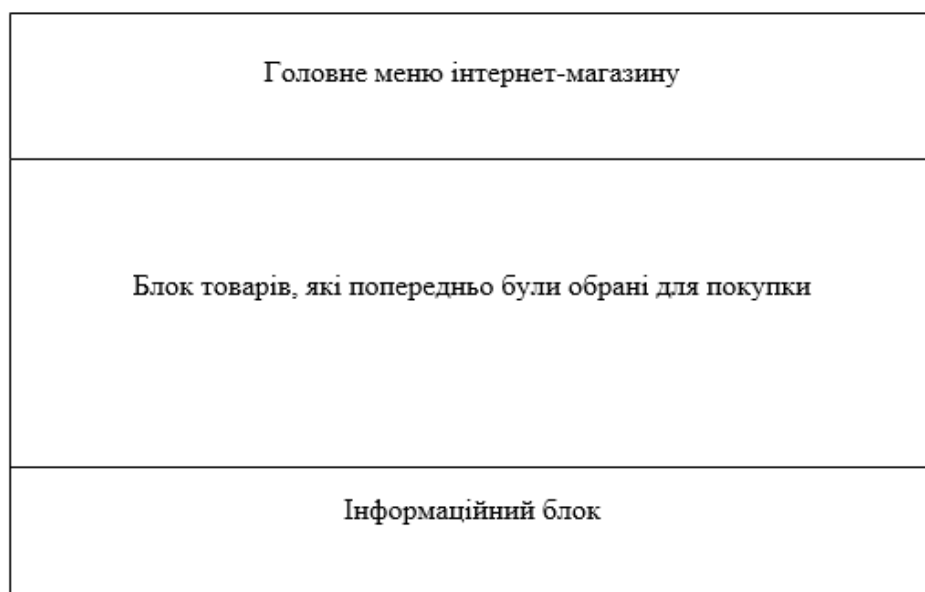 Головне меню інтернет-магазину
Блок товарів, які попередньо були обрані для покупки
Інформаційний блок